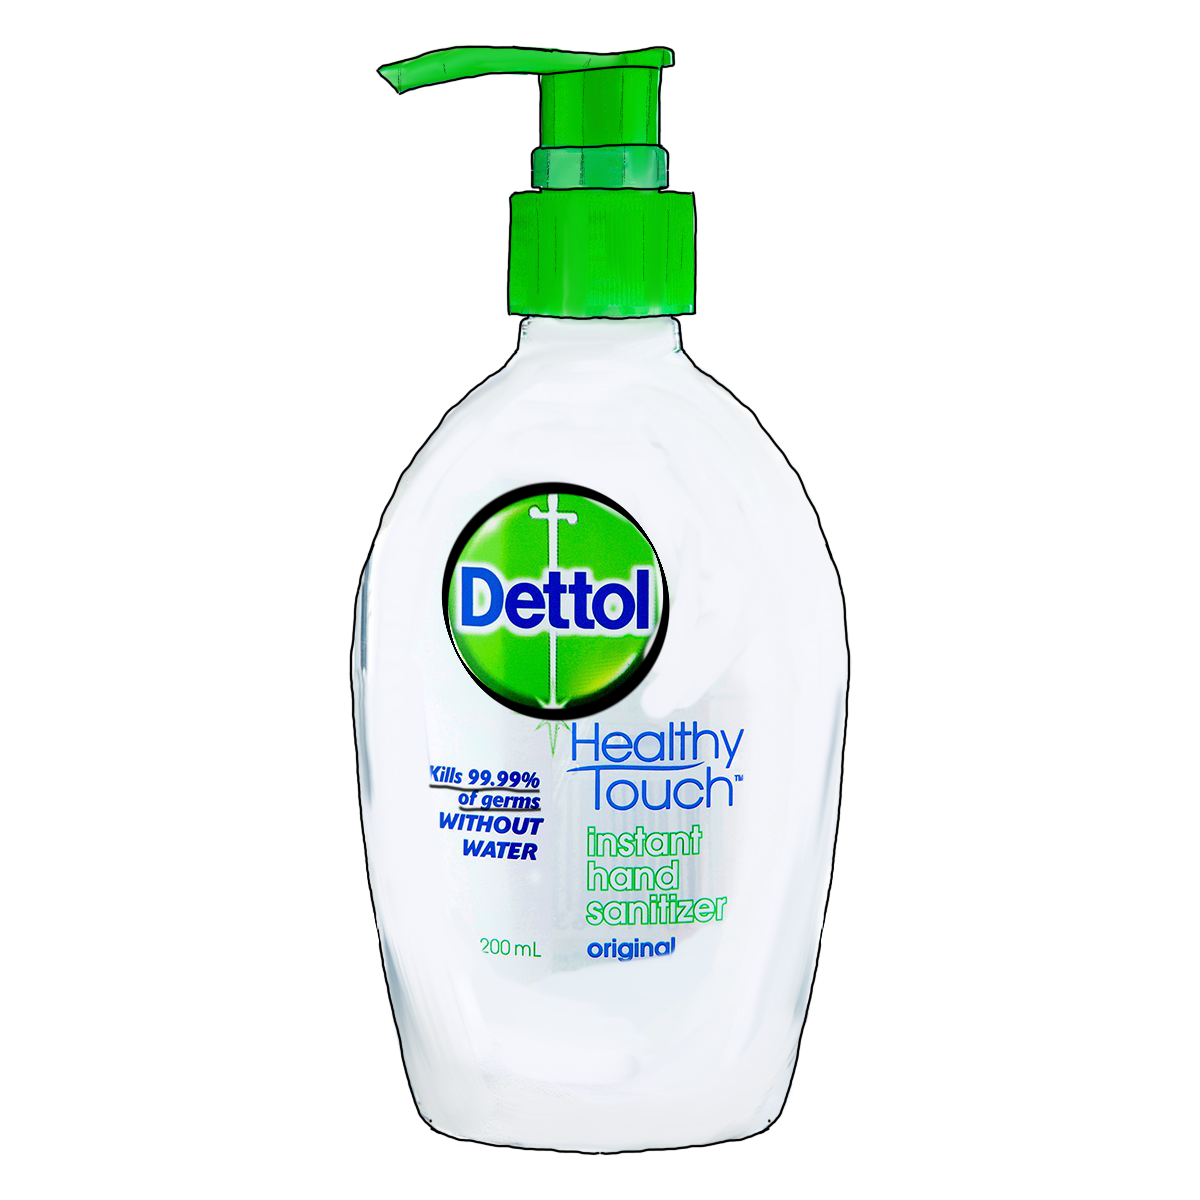 Dettol
Healthy
Touch™
Kills 99.99%
of germs
WITHOUT
WATER
instant
hand
sanitizer
200 mL
original